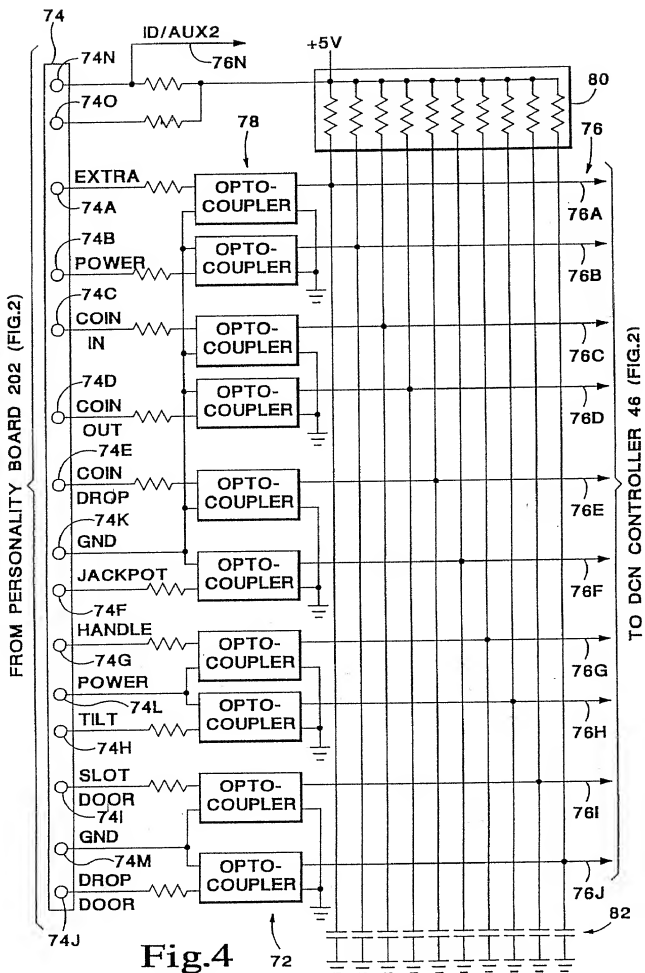 74
ID/AUX2
74N
76N
+5V
74O
80
78
76
EXTRA
OPTO-
COUPLER
74A
76A
74B
POWER
OPTO-
COUPLER
76B
74C
COIN
IN
OPTO-
COUPLER
76C
74D
COIN
OUT
OPTO-
COUPLER
76D
74E
COIN
DROP
OPTO-
COUPLER
76E
74K
GND
JACKPOT
OPTO-
COUPLER
76F
74F
HANDLE
74G
OPTO-
COUPLER
76G
POWER
74L
TILT
OPTO-
COUPLER
76H
74H
SLOT
DOOR
OPTO-
COUPLER
74I
76I
GND
74M
OPTO-
COUPLER
DROP
DOOR
76J
74J
72
82
Fig.4
FROM PERSONALITY BOARD 202 (FIG.2)
TO DCN CONTROLLER 46 (FIG.2)